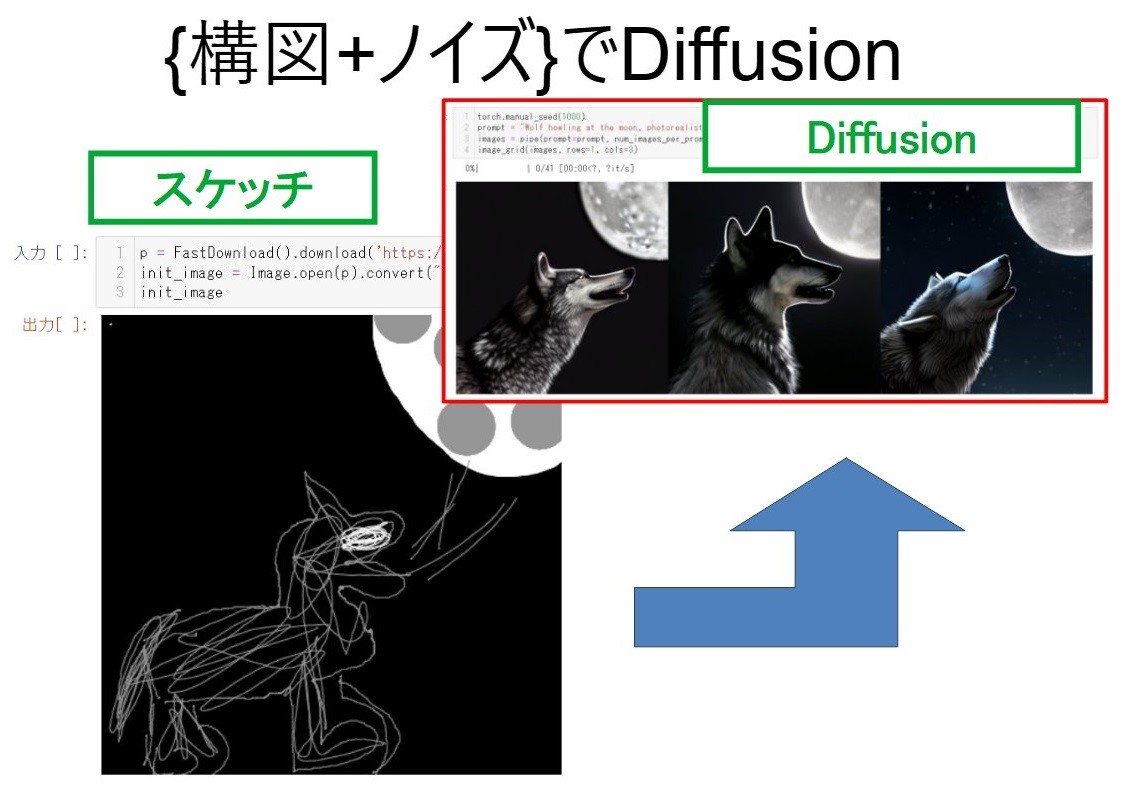 {構図+ノイズ}でDiffusion
スケッチ
入力 [ ]:
1 p = FastDownload().download('https:/
2 init_image = Image.open(p).convert("
3 init_image
出力[ ]:
Diffusion
1 torch.manual_seed(1000)
2 prompt = "Wolf howling at the moon, photorealist
3 images = pipe(prompt=prompt, num_images_per_prom
4 image_grid(images, rows=1, cols=3)
0%| | 0/41 [00:00<?, ?it/s]